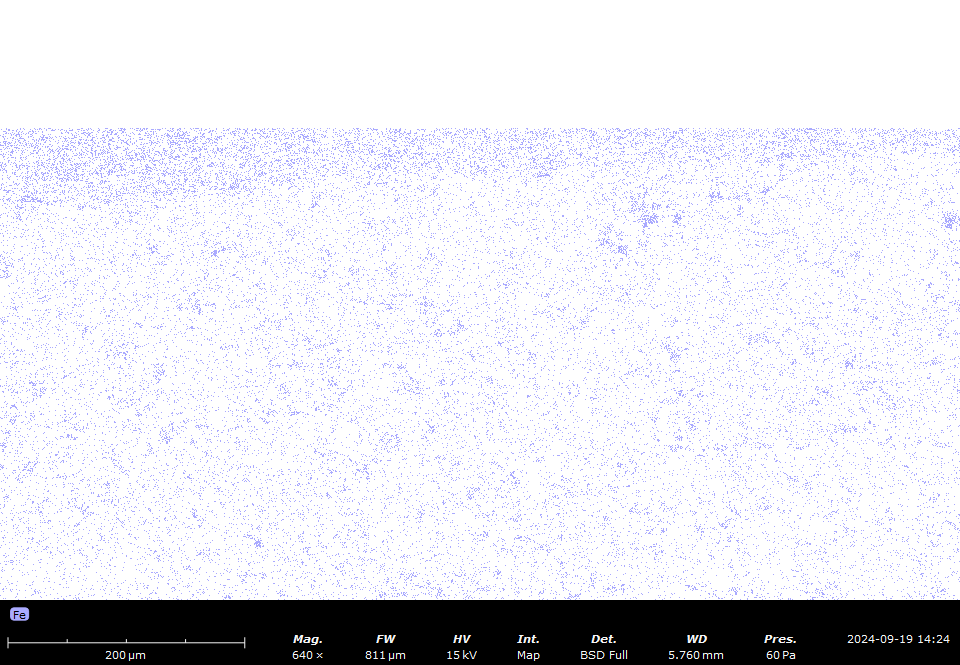 Fe
Mag. FW HV Int. Det. WD Pres. 2024-09-19 14:24
200 µm 640 × 811 µm 15 kV Map BSD Full 5.760 mm 60 Pa